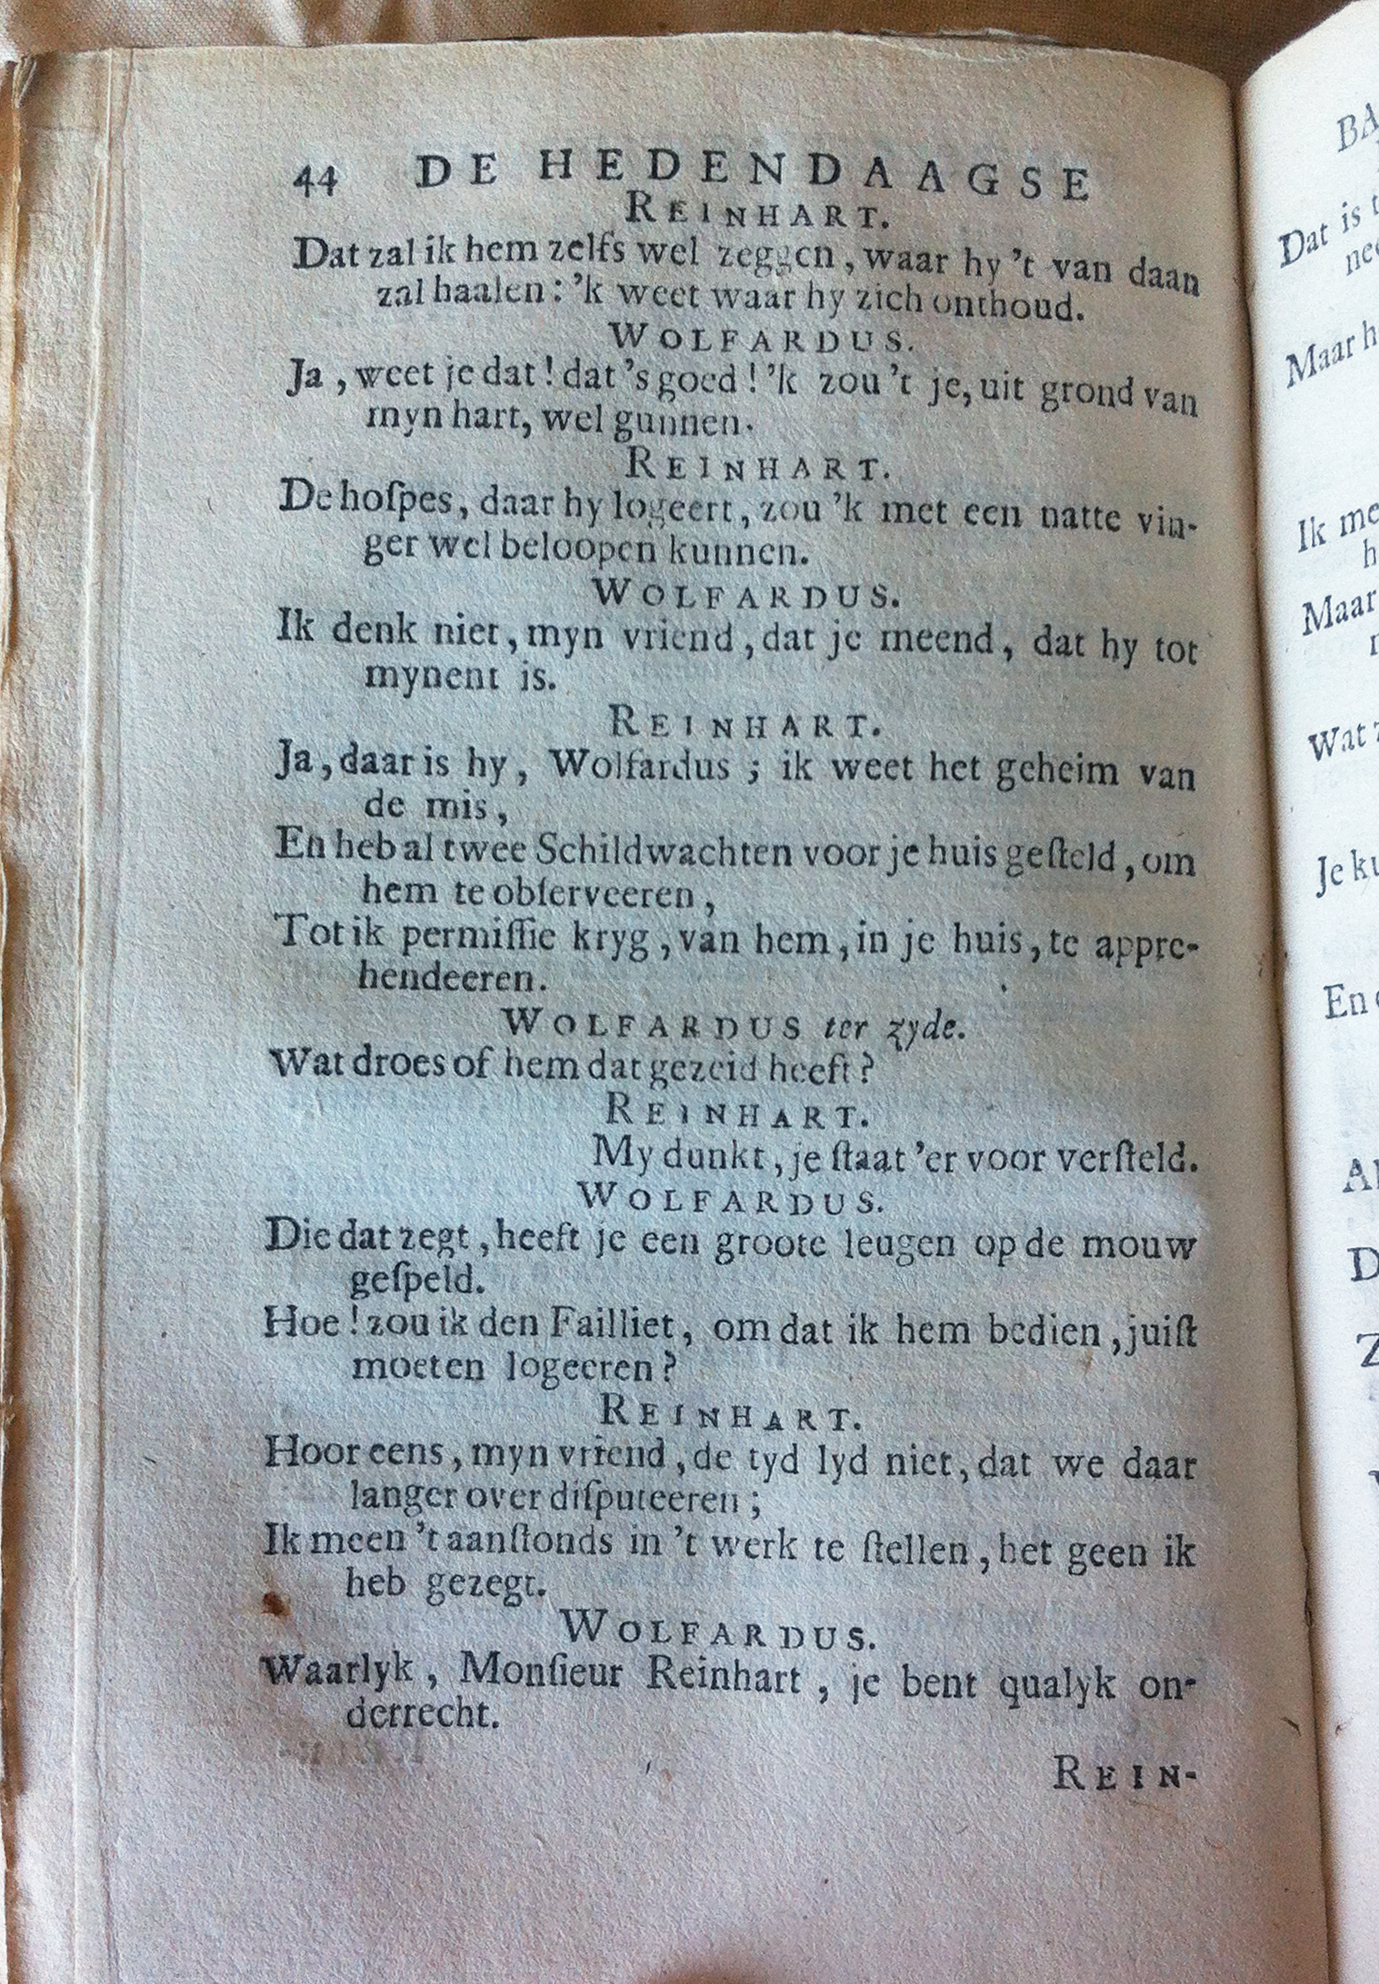 44 DE HEDENDAAGSE
REINHART.
Dat zal ik hem zelfs wel zeggen, waar hy 't van daan
zal haalen: 'k weet waar hy zich onthoud.
WOLFARDUS.
Ja, weet je dat! dat 's goed! 'k zou 't je, uit grond van
myn hart, wel gunnen.
REINHART.
De hoſpes, daar hy logeert, zou 'k met een natte vin-
ger wel beloopen kunnen.
WOLFARDUS.
Ik denk niet, myn vriend, dat je meend, dat hy tot
mynent is.
REINHART.
Ja, daar is hy, Wolfardus; ik weet het geheim van
de mis,
En heb al twee Schildwachten voor je huis geſteld, om
hem te obſerveeren,
Tot ik permiſſie kryg, van hem, in je huis, te appre-
hendeeren.
WOLFARDUS ter zyde.
Wat droes of hem dat gezeid heeft?
REINHART.
My dunkt, je ſtaat 'er voor verſteld.
WOLFARDUS.
Die dat zegt, heeft je een groote leugen op de mouw
geſpeld.
Hoe! zou ik den Failliet, om dat ik hem bedien, juiſt
moeten logeeren?
REINHART.
Hoor eens, myn vriend, de tyd lyd niet, dat we daar
langer over diſputeeren;
Ik meen 't aanſtonds in 't werk te ſtellen, het geen ik
heb gezegt.
WOLFARDUS.
Waarlyk, Monſieur Reinhart, je bent qualyk on-
derrecht.
REIN-
BA
Dat is
Maar h
Ik me
h
Maar
Wat z
Je ku
En
Al
D
Z